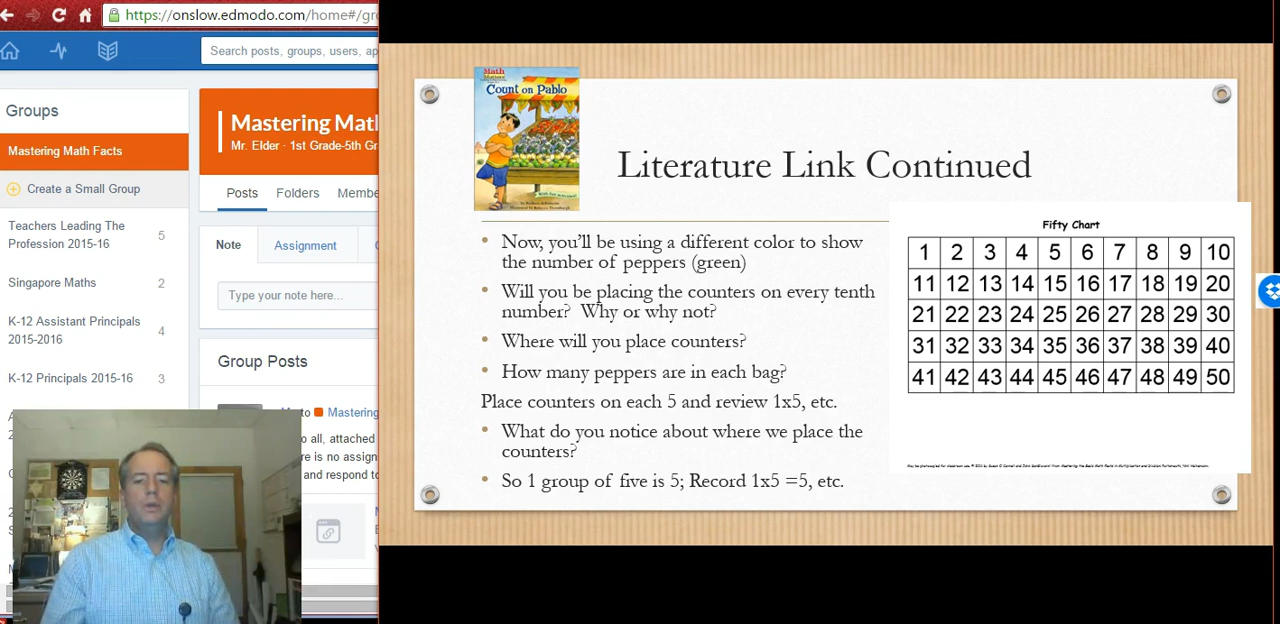 https://onslow.edmodo.com/home#/gr
Search posts, groups, users, ap
Groups
Mastering Math Facts
Create a Small Group
Teachers Leading The
Profession 2015-16 5
Singapore Maths 2
K-12 Assistant Principals
2015-2016 4
K-12 Principals 2015-16 3
Mastering Mat
Mr. Elder · 1st Grade-5th Gr
Posts Folders Membe
Note Assignment
Type your note here...
Group Posts
to Mastering
o all, attached
re is no assign
and respond to
Math
Matters
Count on Pablo
Literature Link Continued
• Now, you'll be using a different color to show
the number of peppers (green)
• Will you be placing the counters on every tenth
number? Why or why not?
• Where will you place counters?
• How many peppers are in each bag?
Place counters on each 5 and review 1x5, etc.
• What do you notice about where we place the
counters?
• So 1 group of five is 5; Record 1x5 =5, etc.
Fifty Chart
1 2 3 4 5 6 7 8 9 10
11 12 13 14 15 16 17 18 19 20
21 22 23 24 25 26 27 28 29 30
31 32 33 34 35 36 37 38 39 40
41 42 43 44 45 46 47 48 49 50